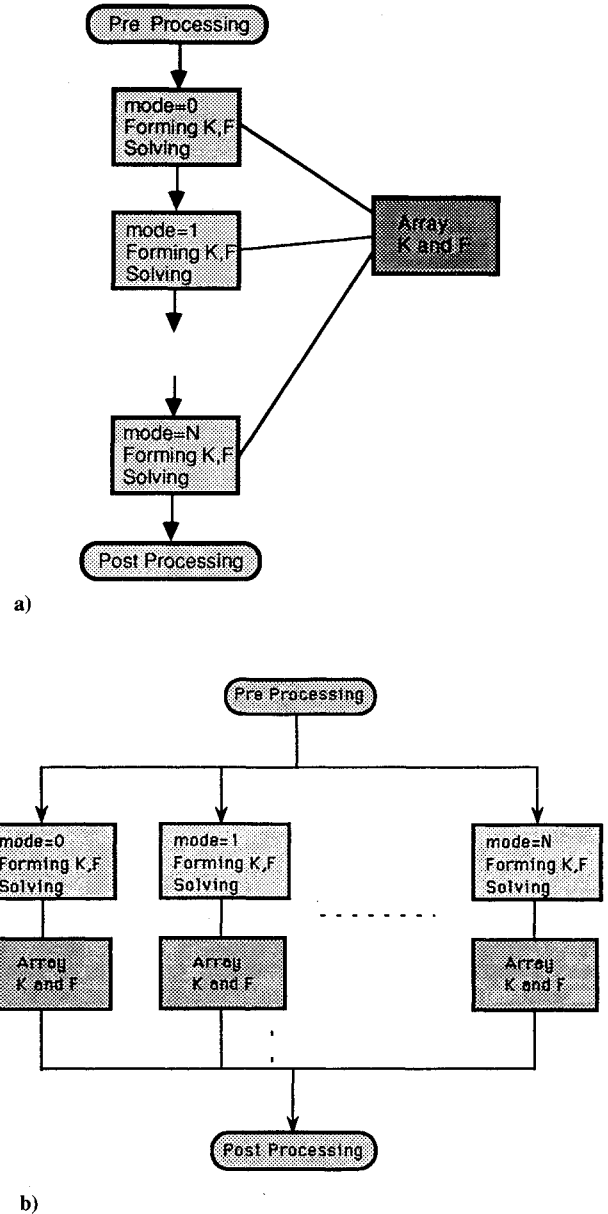 Pre Processing
mode=0
Forming K,F
Solving
Array
K and F
mode=1
Forming K,F
Solving
mode=N
Forming K,F
Solving
Post Processing
a)
Pre Processing
mode=0
Forming K,F
Solving
mode=1
Forming K,F
Solving
mode=N
Forming K,F
Solving
Array
K and F
Array
K and F
Array
K and F
Post Processing
b)